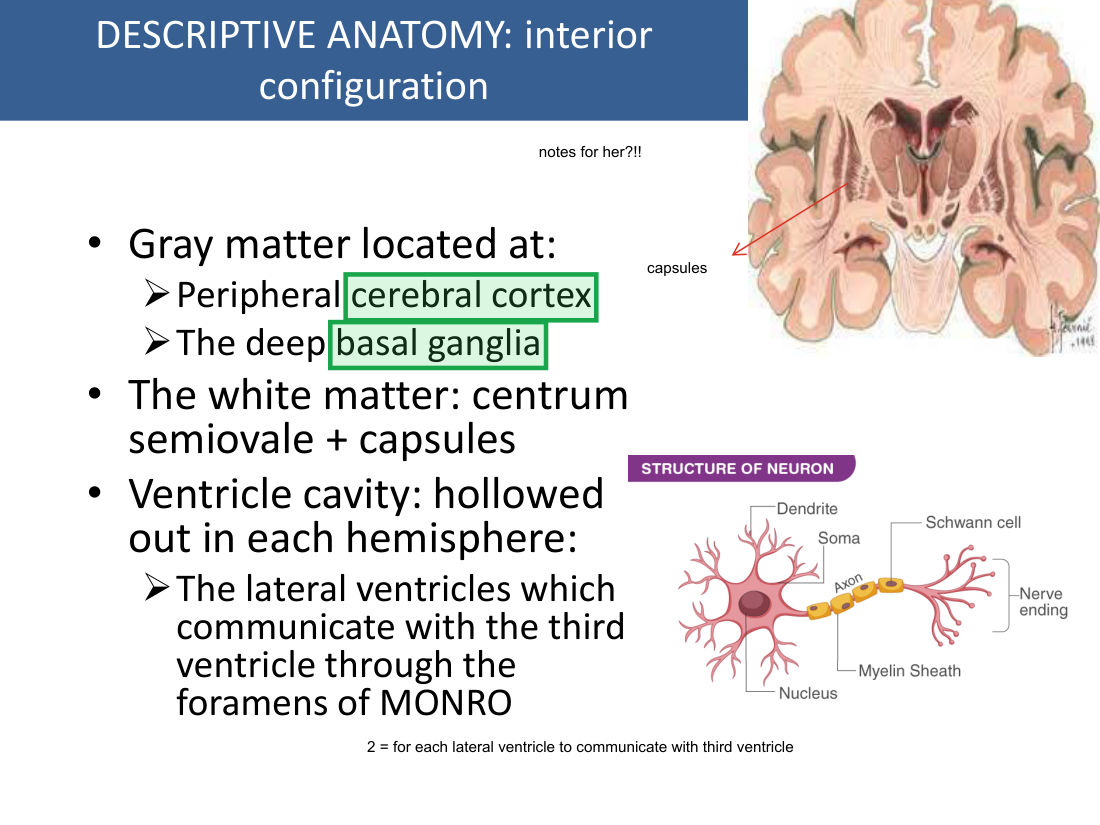 DESCRIPTIVE ANATOMY: interior
configuration
notes for her?!!
capsules
• Gray matter located at:
➢Peripheral cerebral cortex
➢The deep basal ganglia
• The white matter: centrum
semiovale + capsules
• Ventricle cavity: hollowed
out in each hemisphere:
➢The lateral ventricles which
communicate with the third
ventricle through the
foramens of MONRO
STRUCTURE OF NEURON
Dendrite
Soma
Schwann cell
Axon
Nerve
ending
Myelin Sheath
Nucleus
2 = for each lateral ventricle to communicate with third ventricle